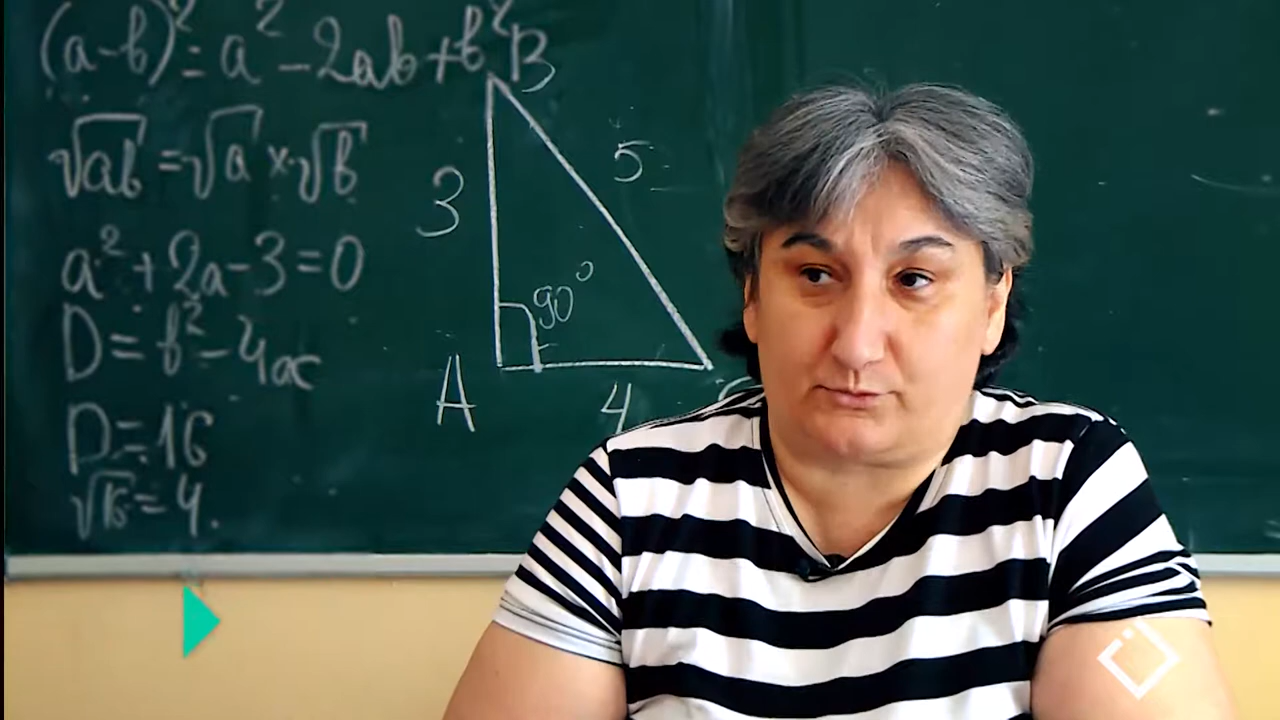 (a-b)² = a² - 2ab + b²
√ab = √a × √b
a² + 2a - 3 = 0
D = b² - 4ac
D = 16
√16 = 4.
B
3
5
90°
A
4